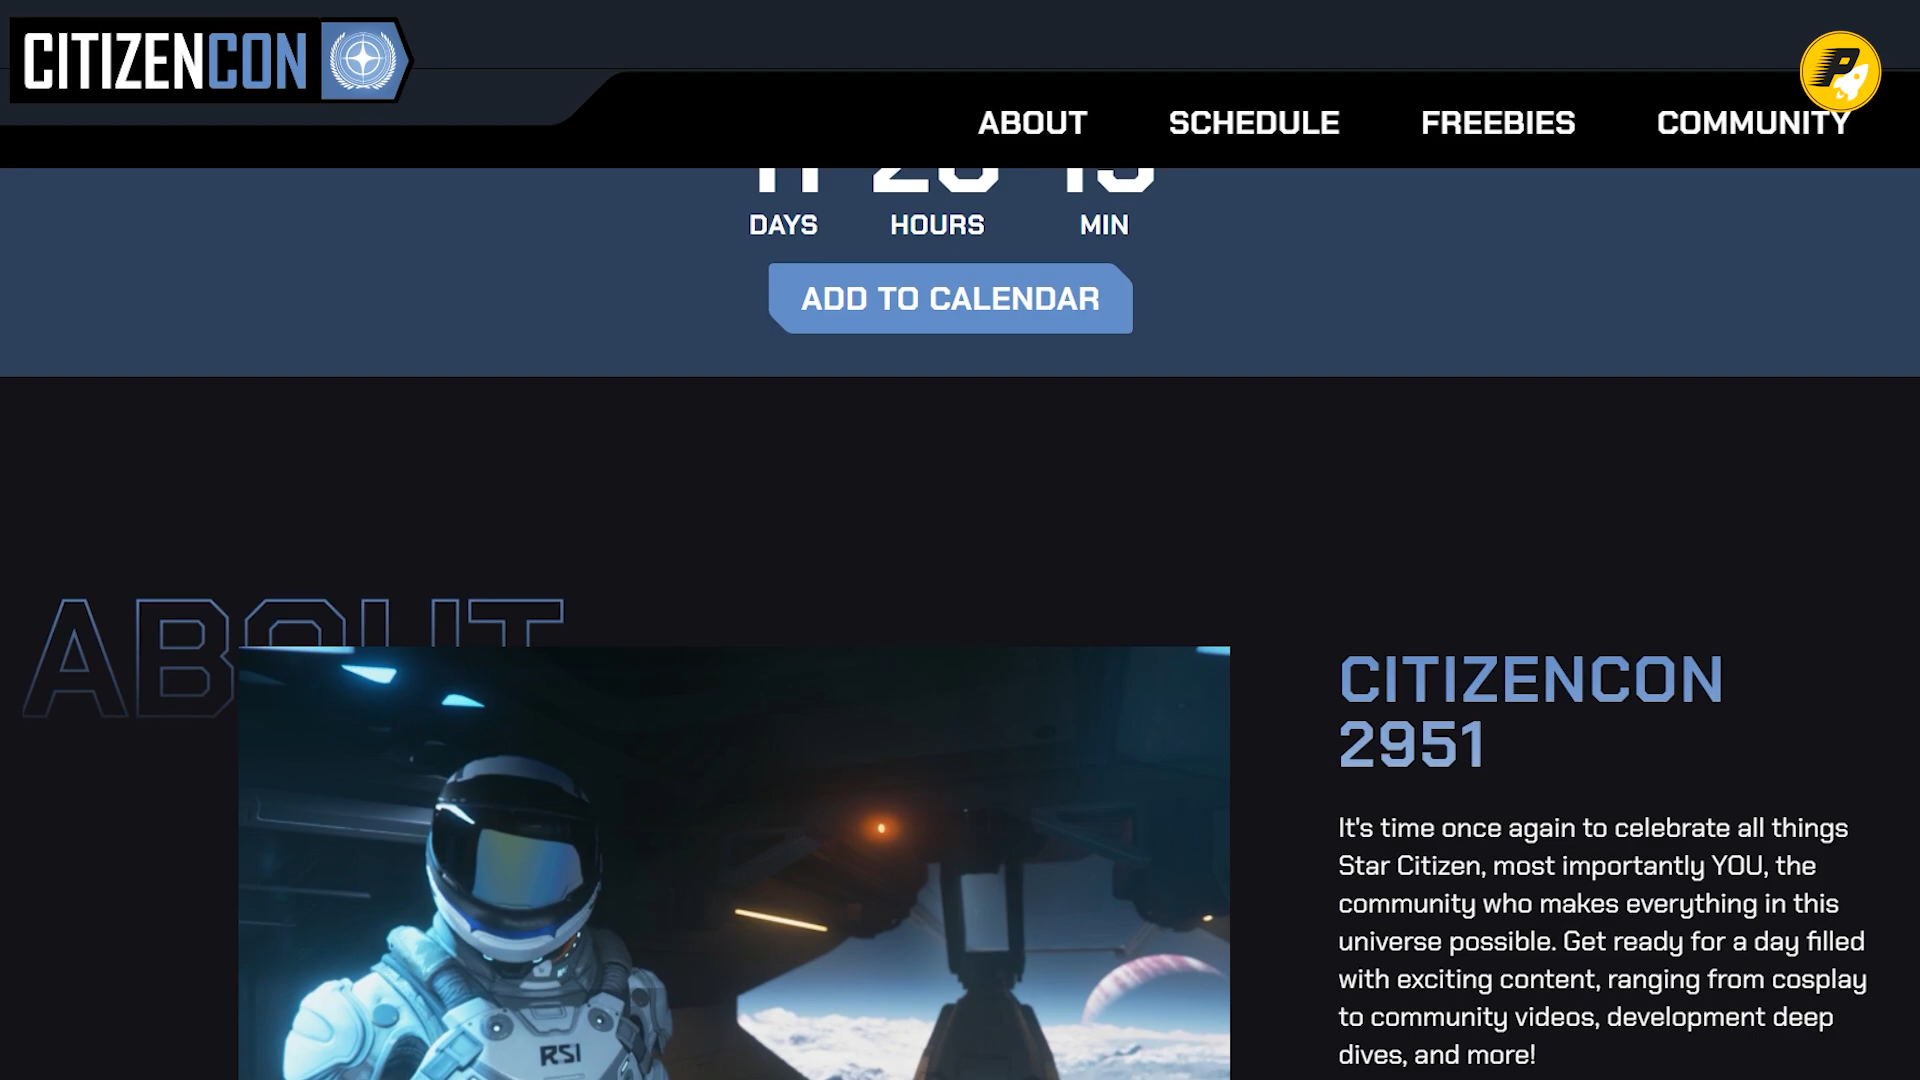 CITIZENCON
ABOUT SCHEDULE FREEBIES COMMUNITY
DAYS HOURS MIN
ADD TO CALENDAR
ABOUT
CITIZENCON
2951
It's time once again to celebrate all things
Star Citizen, most importantly YOU, the
community who makes everything in this
universe possible. Get ready for a day filled
with exciting content, ranging from cosplay
to community videos, development deep
dives, and more!
RSI
P